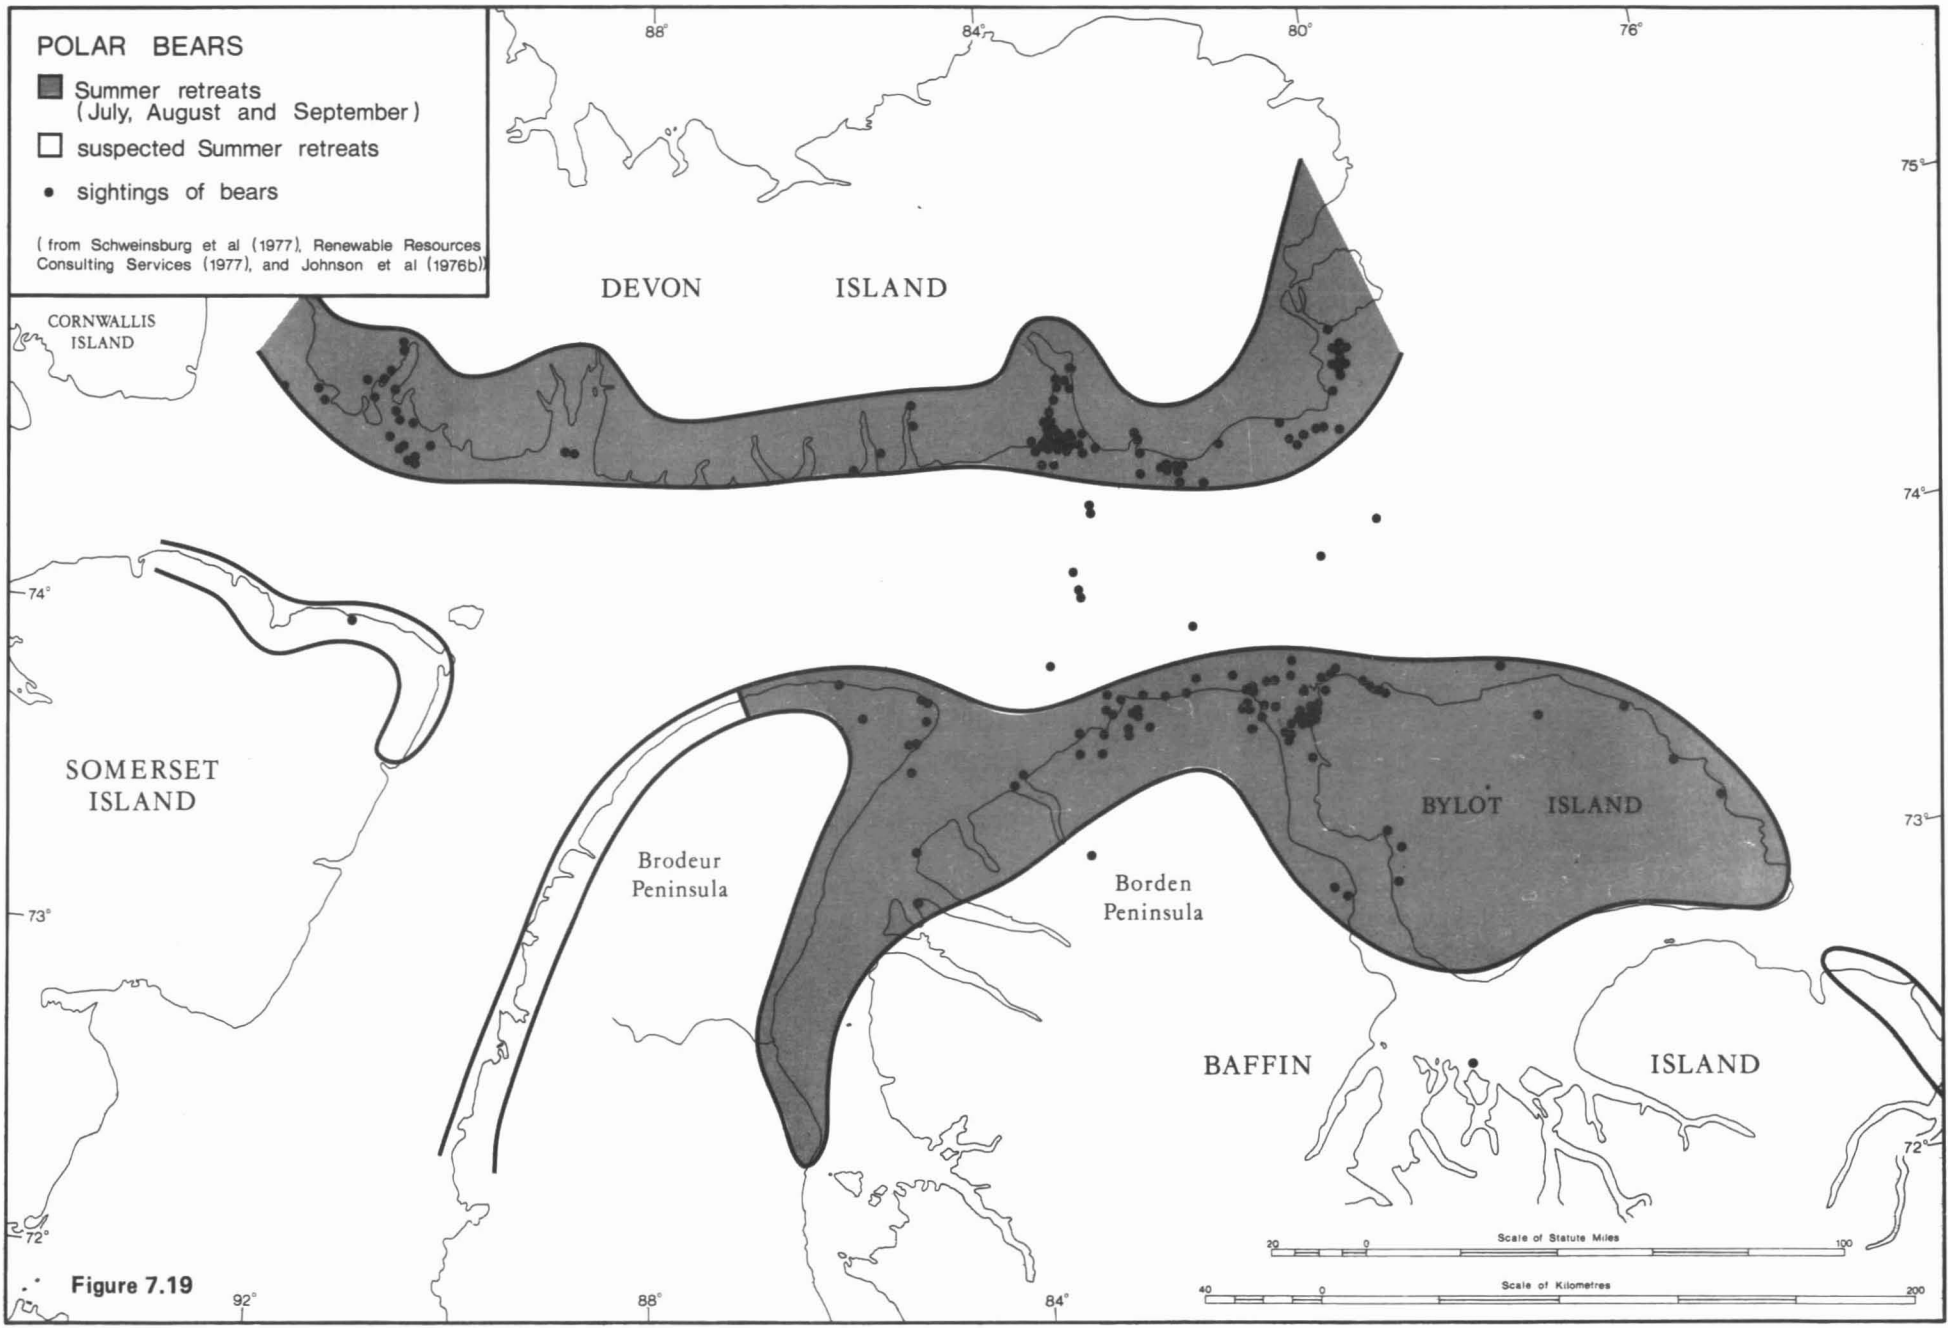 POLAR BEARS
Summer retreats
(July, August and September)
suspected Summer retreats
sightings of bears
(from Schweinsburg et al (1977), Renewable Resources
Consulting Services (1977), and Johnson et al (1976b))
88°
84°
80°
76°
75°
DEVON ISLAND
CORNWALLIS
ISLAND
74°
74°
SOMERSET
ISLAND
BYLOT ISLAND
73°
Brodeur
Peninsula
Borden
Peninsula
73°
BAFFIN ISLAND
72°
72°
Scale of Statute Miles
20 0 100
Figure 7.19
Scale of Kilometres
40 0 200
92°
88°
84°